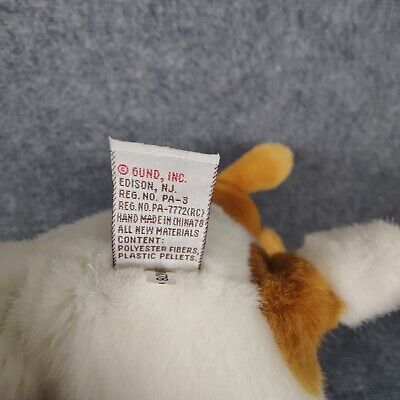 © GUND, INC.
EDISON, N.J.
REG. NO. PA-3
REG.NO.PA-7772(RC)
HAND MADE IN CHINA78
ALL NEW MATERIALS
CONTENT:
POLYESTER FIBERS,
PLASTIC PELLETS.